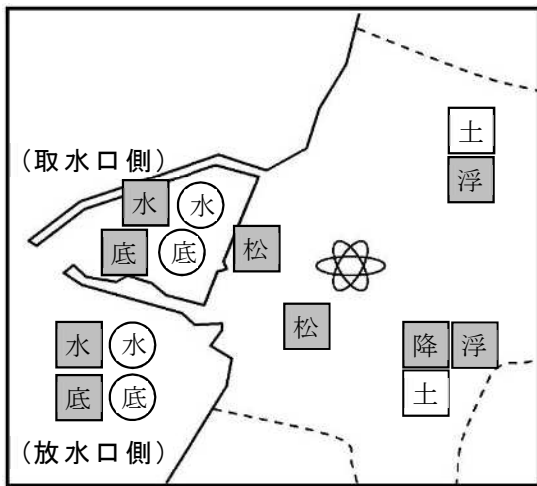 土
浮
（取水口側）
水 水
底 底 松
松
水 水 降 浮
底 底 土
（放水口側）